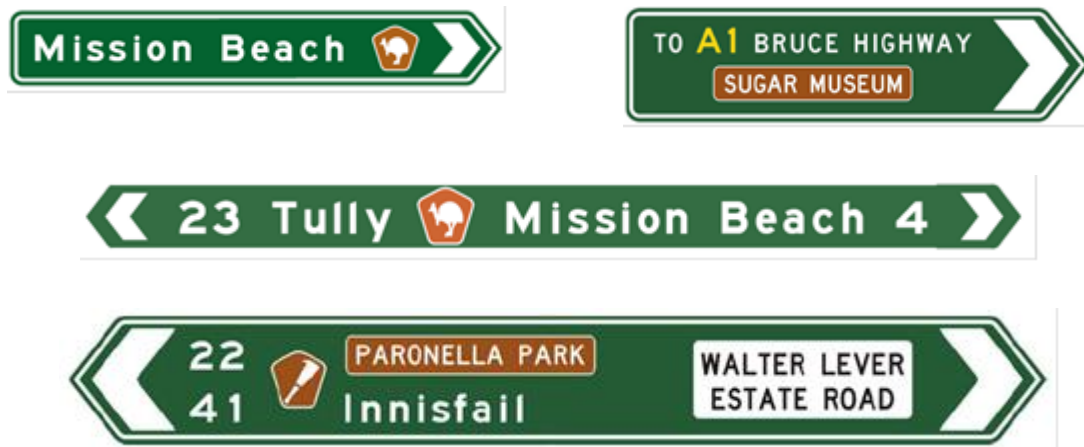 Mission Beach
TO A1 BRUCE HIGHWAY
SUGAR MUSEUM
23 Tully Mission Beach 4
22 PARONELLA PARK
41 Innisfail
WALTER LEVER
ESTATE ROAD